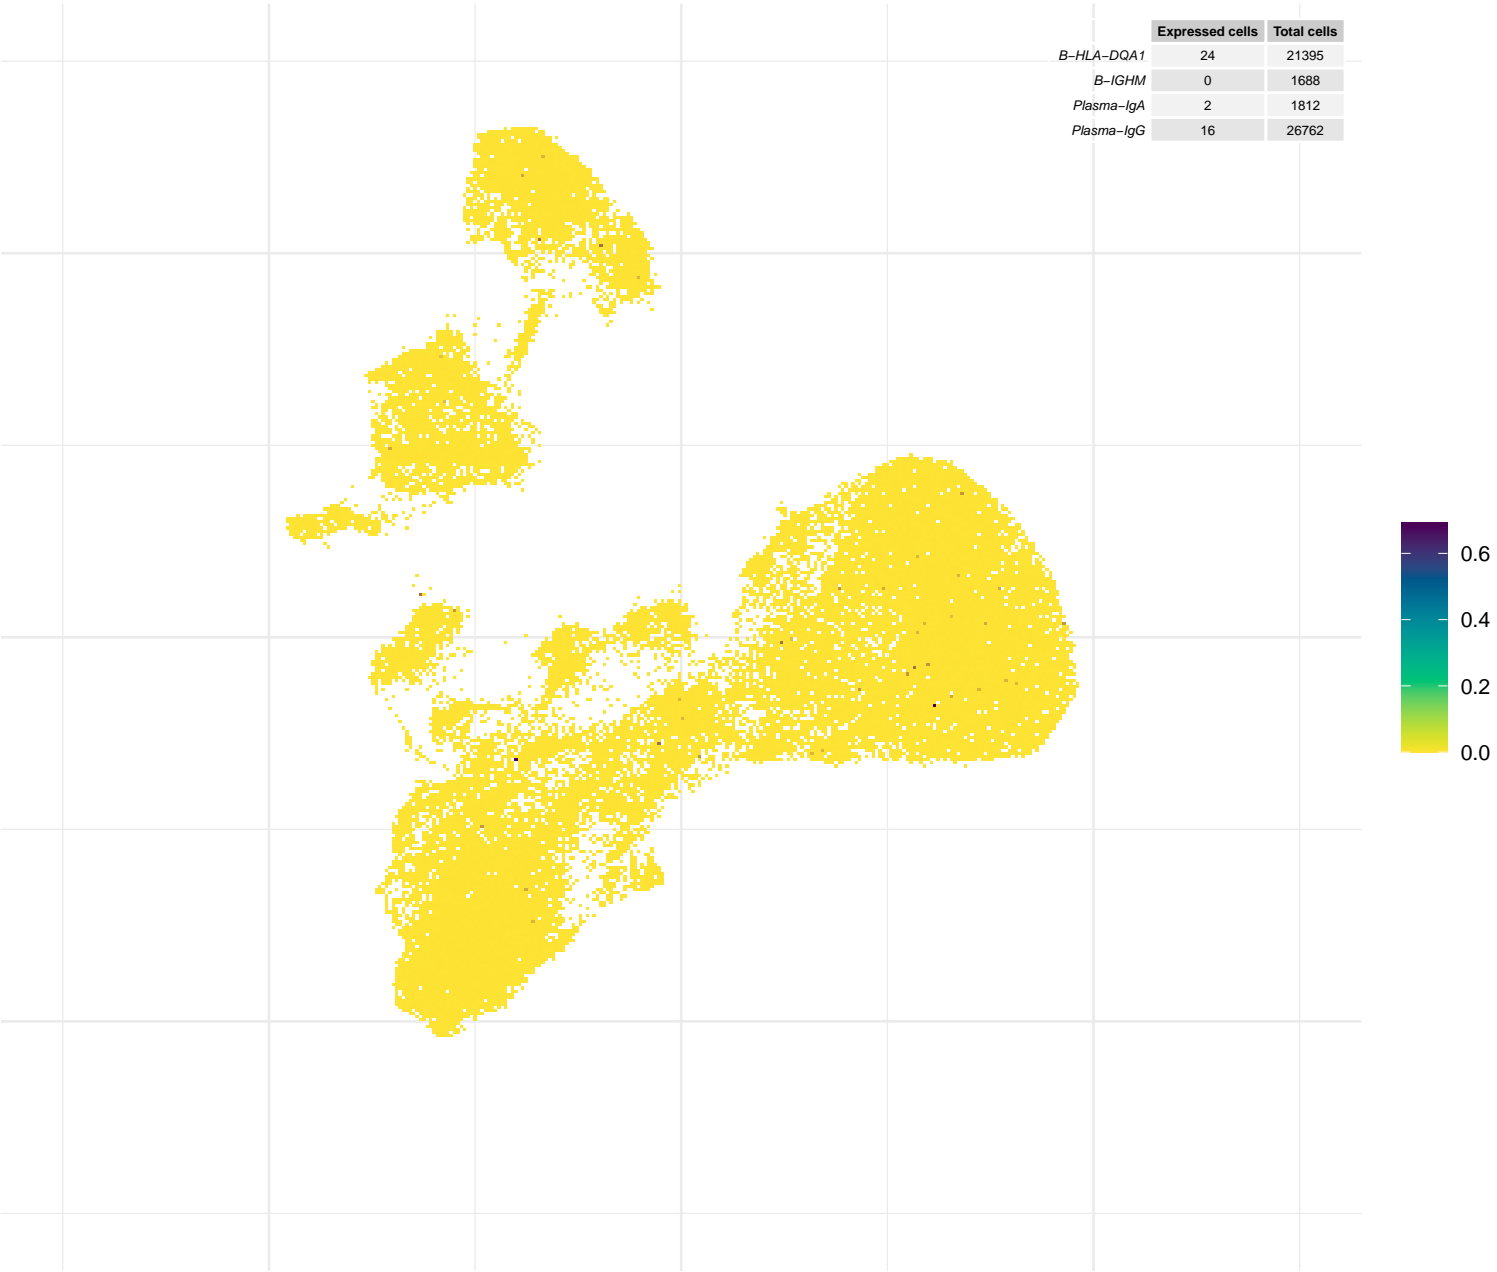 Expressed cells Total cells
B−HLA−DQA1 24 21395
B−IGHM 0 1688
Plasma−IgA 2 1812
Plasma−IgG 16 26762
0.6
0.4
0.2
0.0